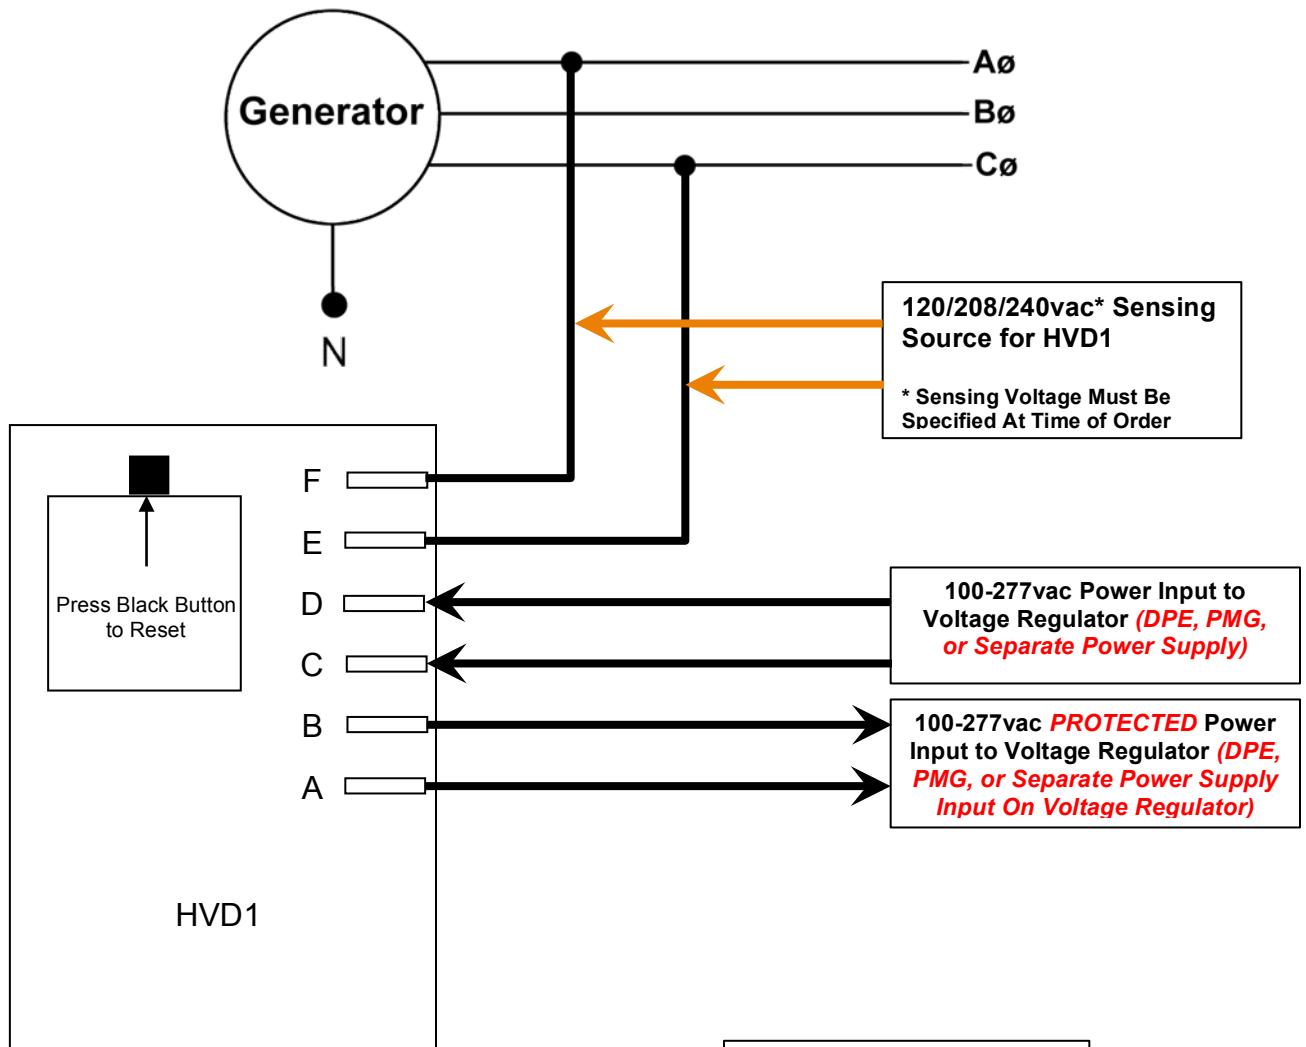 Generator
Aø
Bø
Cø
N
120/208/240vac* Sensing
Source for HVD1
* Sensing Voltage Must Be
Specified At Time of Order
F
E
D
C
B
A
Press Black Button
to Reset
100-277vac Power Input to
Voltage Regulator (DPE, PMG,
or Separate Power Supply)
100-277vac PROTECTED Power
Input to Voltage Regulator (DPE,
PMG, or Separate Power Supply
Input On Voltage Regulator)
HVD1